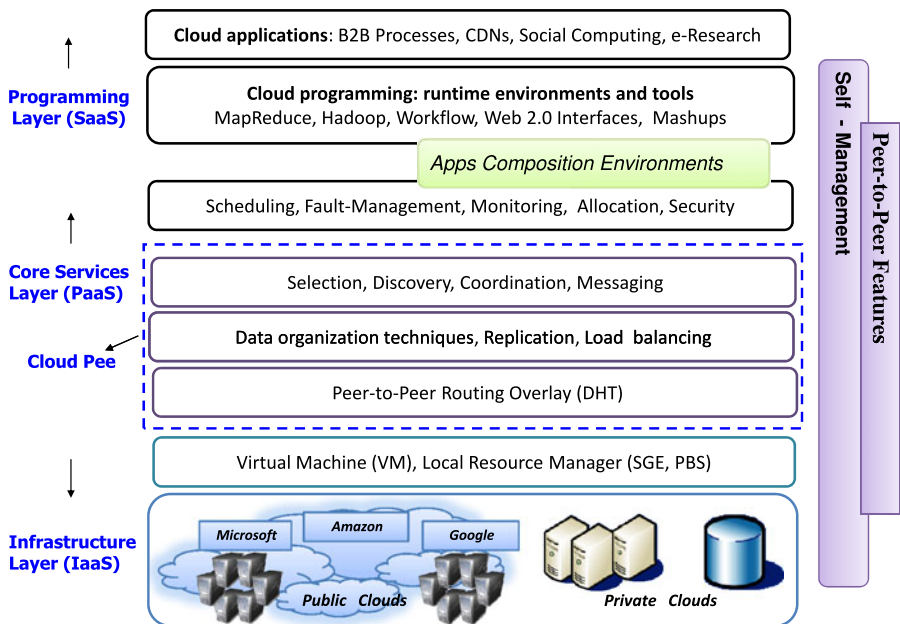 Cloud applications: B2B Processes, CDNs, Social Computing, e-Research
Programming
Layer (SaaS)
Cloud programming: runtime environments and tools
MapReduce, Hadoop, Workflow, Web 2.0 Interfaces, Mashups
Apps Composition Environments
Scheduling, Fault-Management, Monitoring, Allocation, Security
Core Services
Layer (PaaS)
Selection, Discovery, Coordination, Messaging
Data organization techniques, Replication, Load balancing
Cloud Pee
Peer-to-Peer Routing Overlay (DHT)
Virtual Machine (VM), Local Resource Manager (SGE, PBS)
Infrastructure
Layer (IaaS)
Microsoft
Amazon
Google
Public Clouds
Private Clouds
Self - Management
Peer-to-Peer Features